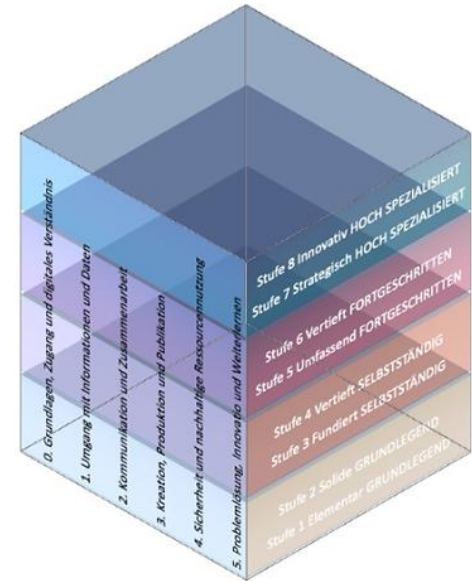 0. Grundlagen, Zugang und digitales Verständnis
1. Umgang mit Informationen und Daten
2. Kommunikation und Zusammenarbeit
3. Kreation, Produktion und Publikation
4. Sicherheit und nachhaltige Ressourcennutzung
5. Problemlösung, Innovatio und Weiterlernen
Stufe 8 Innovativ HOCH SPEZIALISIERT
Stufe 7 Strategisch HOCH SPEZIALISIERT
Stufe 6 Vertieft FORTGESCHRITTEN
Stufe 5 Umfassend FORTGESCHRITTEN
Stufe 4 Vertieft SELBSTSTÄNDIG
Stufe 3 Fundiert SELBSTSTÄNDIG
Stufe 2 Solide GRUNDLEGEND
Stufe 1 Elementar GRUNDLEGEND